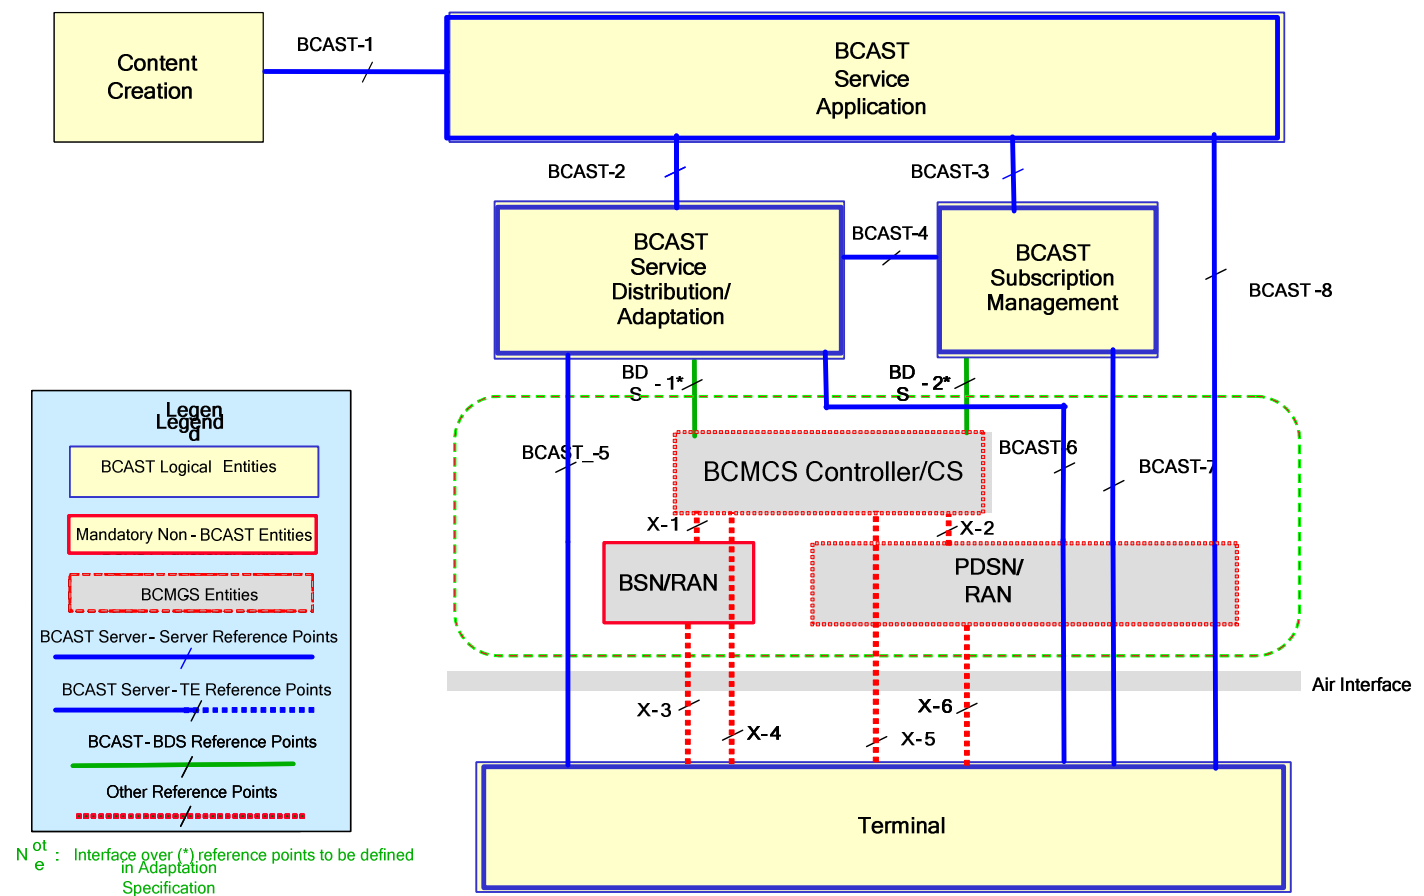 Content
Creation
BCAST-1
BCAST
Service
Application
BCAST-2
BCAST-3
BCAST
Service
Distribution/
Adaptation
BCAST-4
BCAST
Subscription
Management
BCAST -8
BD
S
- 1*
BD
S
- 2*
BCAST_-5
BCMCS Controller/CS
BCAST-6
BCAST-7
X-1
X-2
BSN/RAN
PDSN/
RAN
Air Interface
X-3
X-4
X-5
X-6
Terminal
Legen
d
Legend
BCAST Logical Entities
Mandatory Non - BCAST Entities
BCMGS Entities
BCAST Server - Server Reference Points
BCAST Server - TE Reference Points
BCAST - BDS Reference Points
Other Reference Points
N ot
e : Interface over (*) reference points to be defined
in Adaptation
Specification